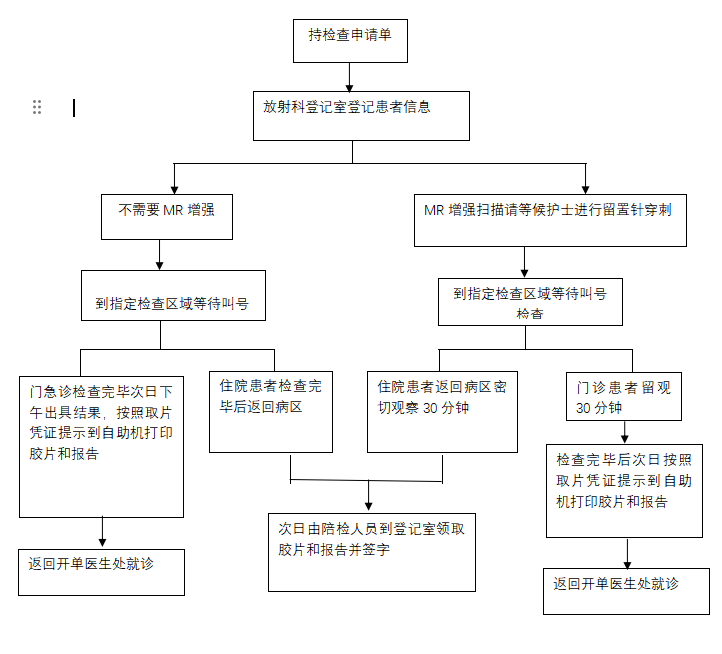 持检查申请单
放射科登记室登记患者信息
不需要 MR 增强
MR 增强扫描请等候护士进行留置针穿刺
到指定检查区域等待叫号
到指定检查区域等待叫号
检查
门急诊检查完毕次日下
午出具结果，按照取片
凭证提示到自助机打印
胶片和报告
住院患者检查完
毕后返回病区
住院患者返回病区密
切观察 30 分钟
门诊患者留观
30 分钟
检查完毕后次日按照
取片凭证提示到自助
机打印胶片和报告
次日由陪检人员到登记室领取
胶片和报告并签字
返回开单医生处就诊
返回开单医生处就诊